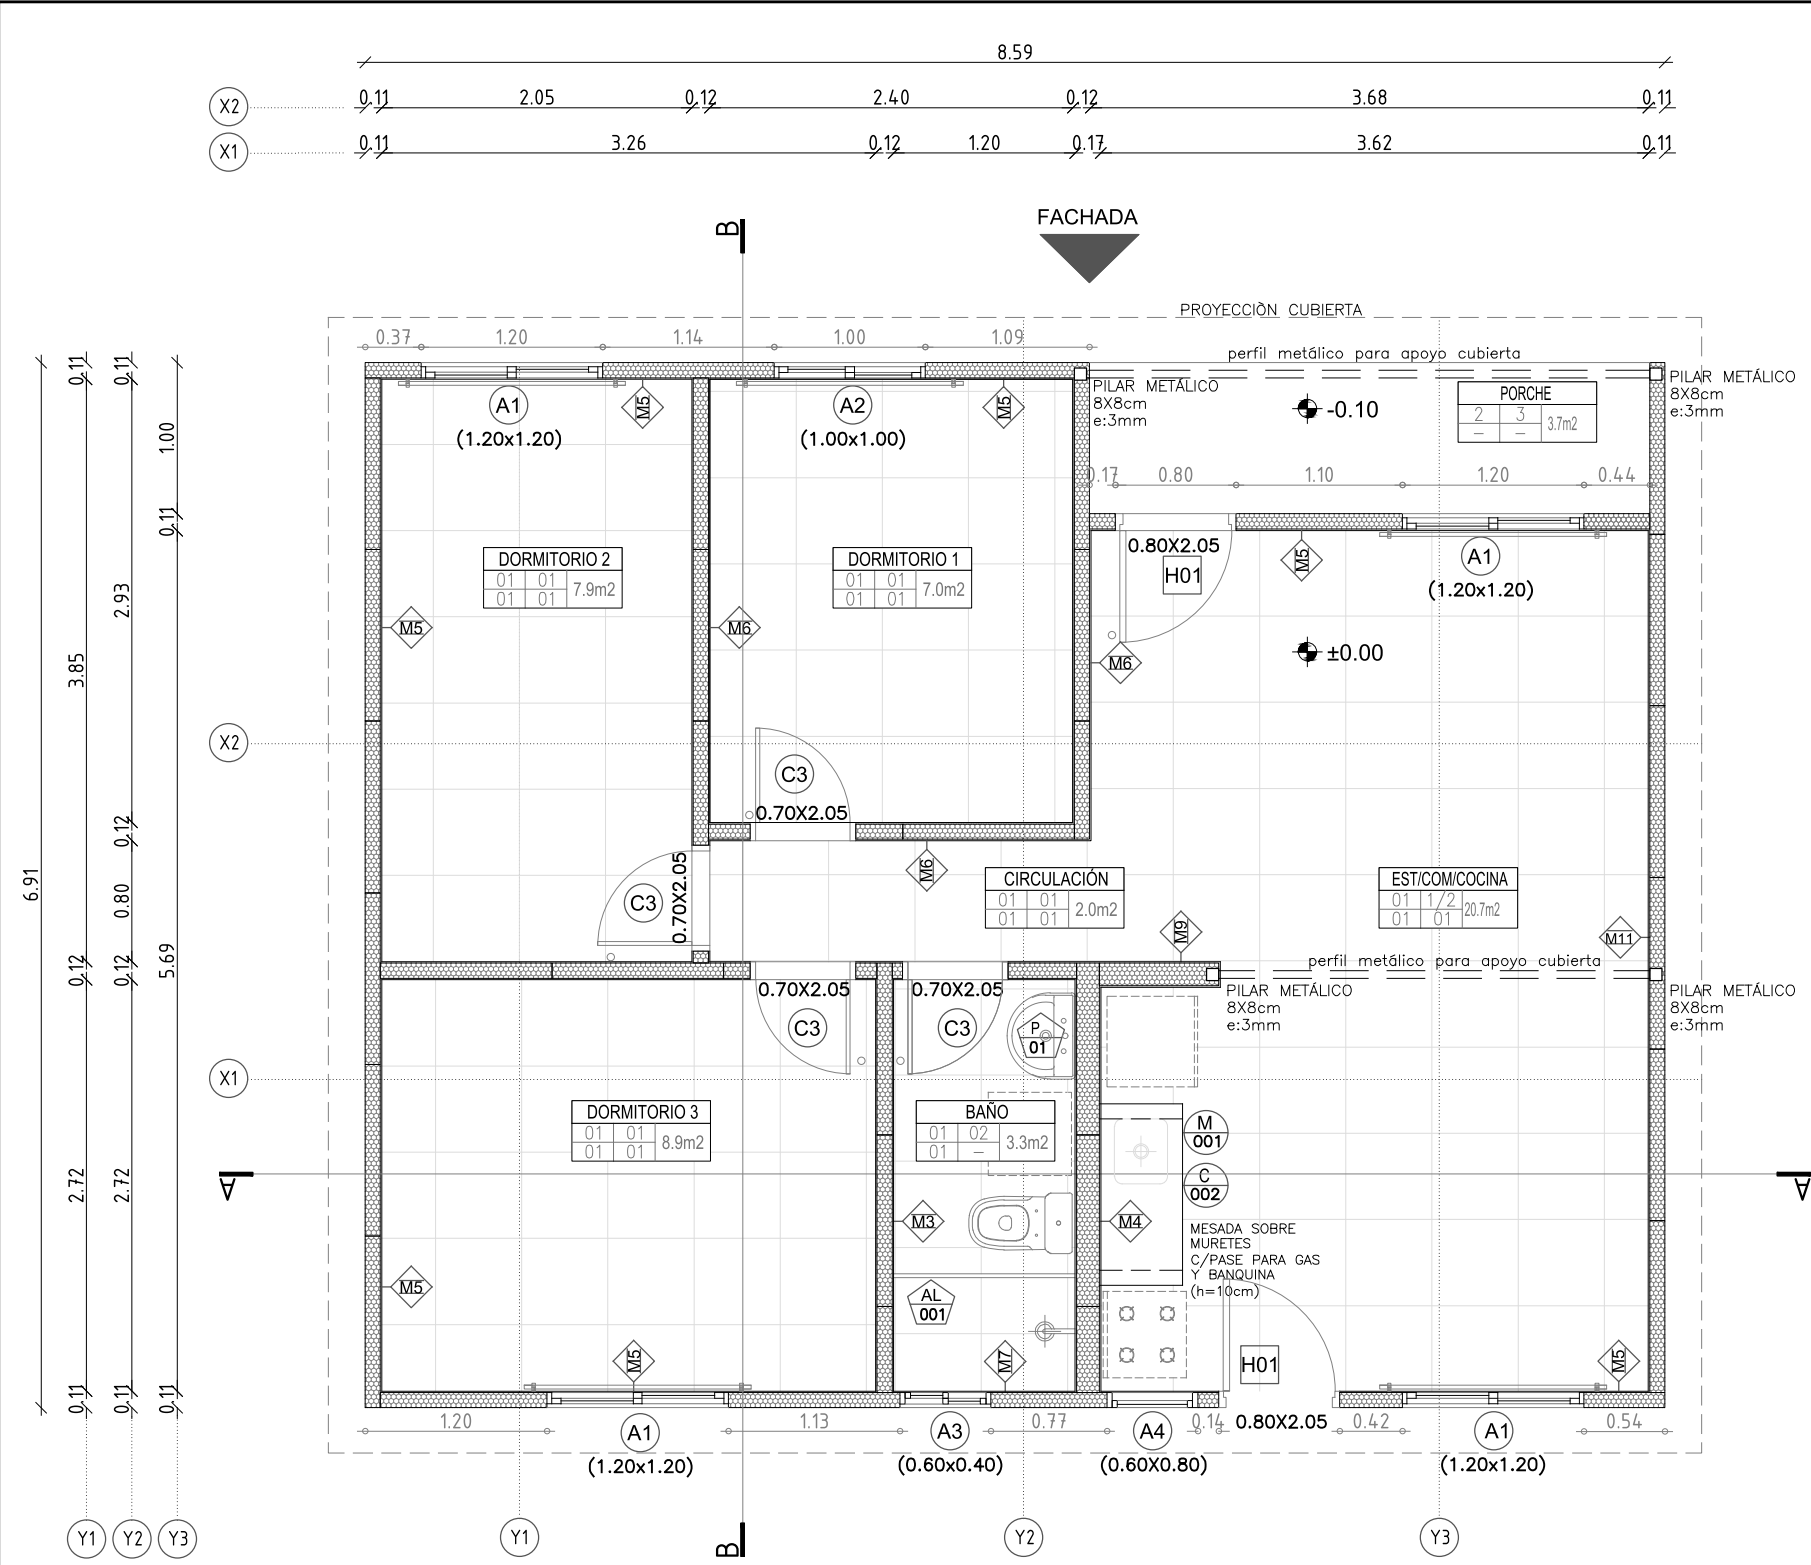 8.59
X2 0.11 2.05 0.12 2.40 0.12 3.68 0.11
X1 0.11 3.26 0.12 1.20 0.17 3.62 0.11
FACHADA
B
PROYECCIÒN CUBIERTA
0.37 1.20 1.14 1.00 1.09
perfil metálico para apoyo cubierta
PILAR METÁLICO
8X8cm
e:3mm
PILAR METÁLICO
8X8cm
e:3mm
PORCHE
2 3 3.7m2
– –
-0.10
A1
(1.20x1.20)
M5
A2
(1.00x1.00)
M5
0.17 0.80 1.10 1.20 0.44
0.80X2.05
H01
M5
A1
(1.20x1.20)
DORMITORIO 2
01 01 7.9m2
01 01
DORMITORIO 1
01 01 7.0m2
01 01
M5
M6
M6
±0.00
X2
C3
0.70X2.05
C3
0.70X2.05
M6
CIRCULACIÓN
01 01 2.0m2
01 01
EST/COM/COCINA
01 1/2 20.7m2
01 01
M9
M11
perfil metálico para apoyo cubierta
PILAR METÁLICO
8X8cm
e:3mm
PILAR METÁLICO
8X8cm
e:3mm
0.70X2.05
C3
0.70X2.05
C3
P
01
X1
DORMITORIO 3
01 01 8.9m2
01 01
BAÑO
01 02 3.3m2
01 –
M
001
C
002
A
A
M3
M4
MESADA SOBRE
MURETES
C/PASE PARA GAS
Y BANQUINA
(h=10cm)
M5
AL
001
M5
M7
H01
M5
1.20 1.13 0.77 0.14 0.80X2.05 0.42 0.54
A1
(1.20x1.20)
A3
(0.60x0.40)
A4
(0.60X0.80)
A1
(1.20x1.20)
6.91
0.11 3.85 0.12 2.72 0.11
0.11 2.93 0.12 0.80 0.12 2.72 0.11
1.00 0.11 5.69 0.11
Y1 Y2 Y3 Y1 B Y2 Y3